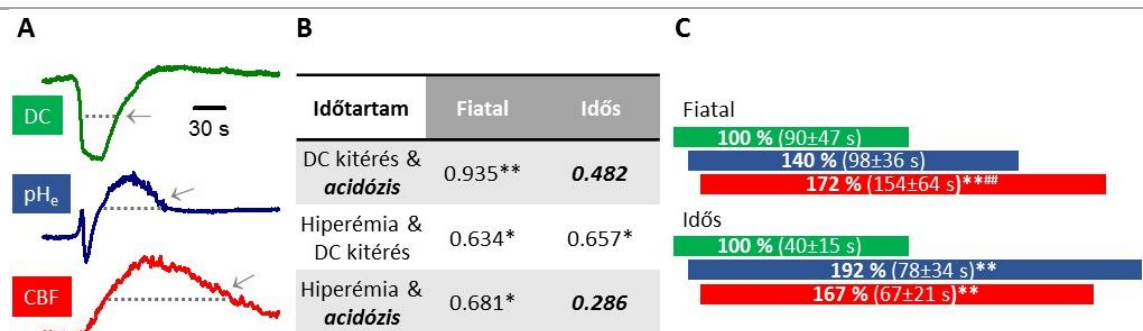 A
DC
30 s
pHe
CBF
B
Időtartam Fiatal Idős
DC kitérés &
acidózis 0.935** 0.482
Hiperémia &
DC kitérés 0.634* 0.657*
Hiperémia &
acidózis 0.681* 0.286
C
Fiatal
100 % (90±47 s)
140 % (98±36 s)
172 % (154±64 s)**##
Idős
100 % (40±15 s)
192 % (78±34 s)**
167 % (67±21 s)**